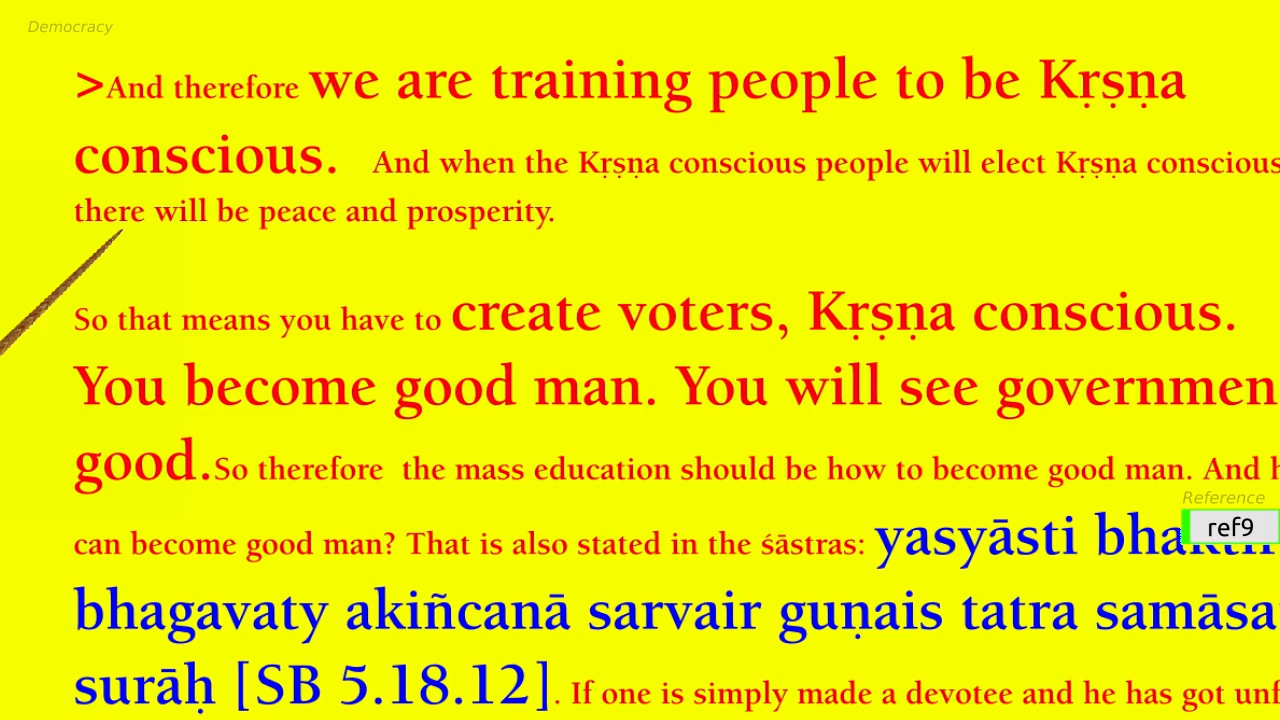 Democracy
>And therefore we are training people to be Kṛṣṇa
conscious. And when the Kṛṣṇa conscious people will elect Kṛṣṇa conscious
there will be peace and prosperity.
So that means you have to create voters, Kṛṣṇa conscious.
You become good man. You will see governmen
good.So therefore the mass education should be how to become good man. And
Reference
ref9
can become good man? That is also stated in the śāstras: yasyāsti
bhagavaty akiñcanā sarvair guṇais tatra samāsa
surāḥ [SB 5.18.12]. If one is simply made a devotee and he has got